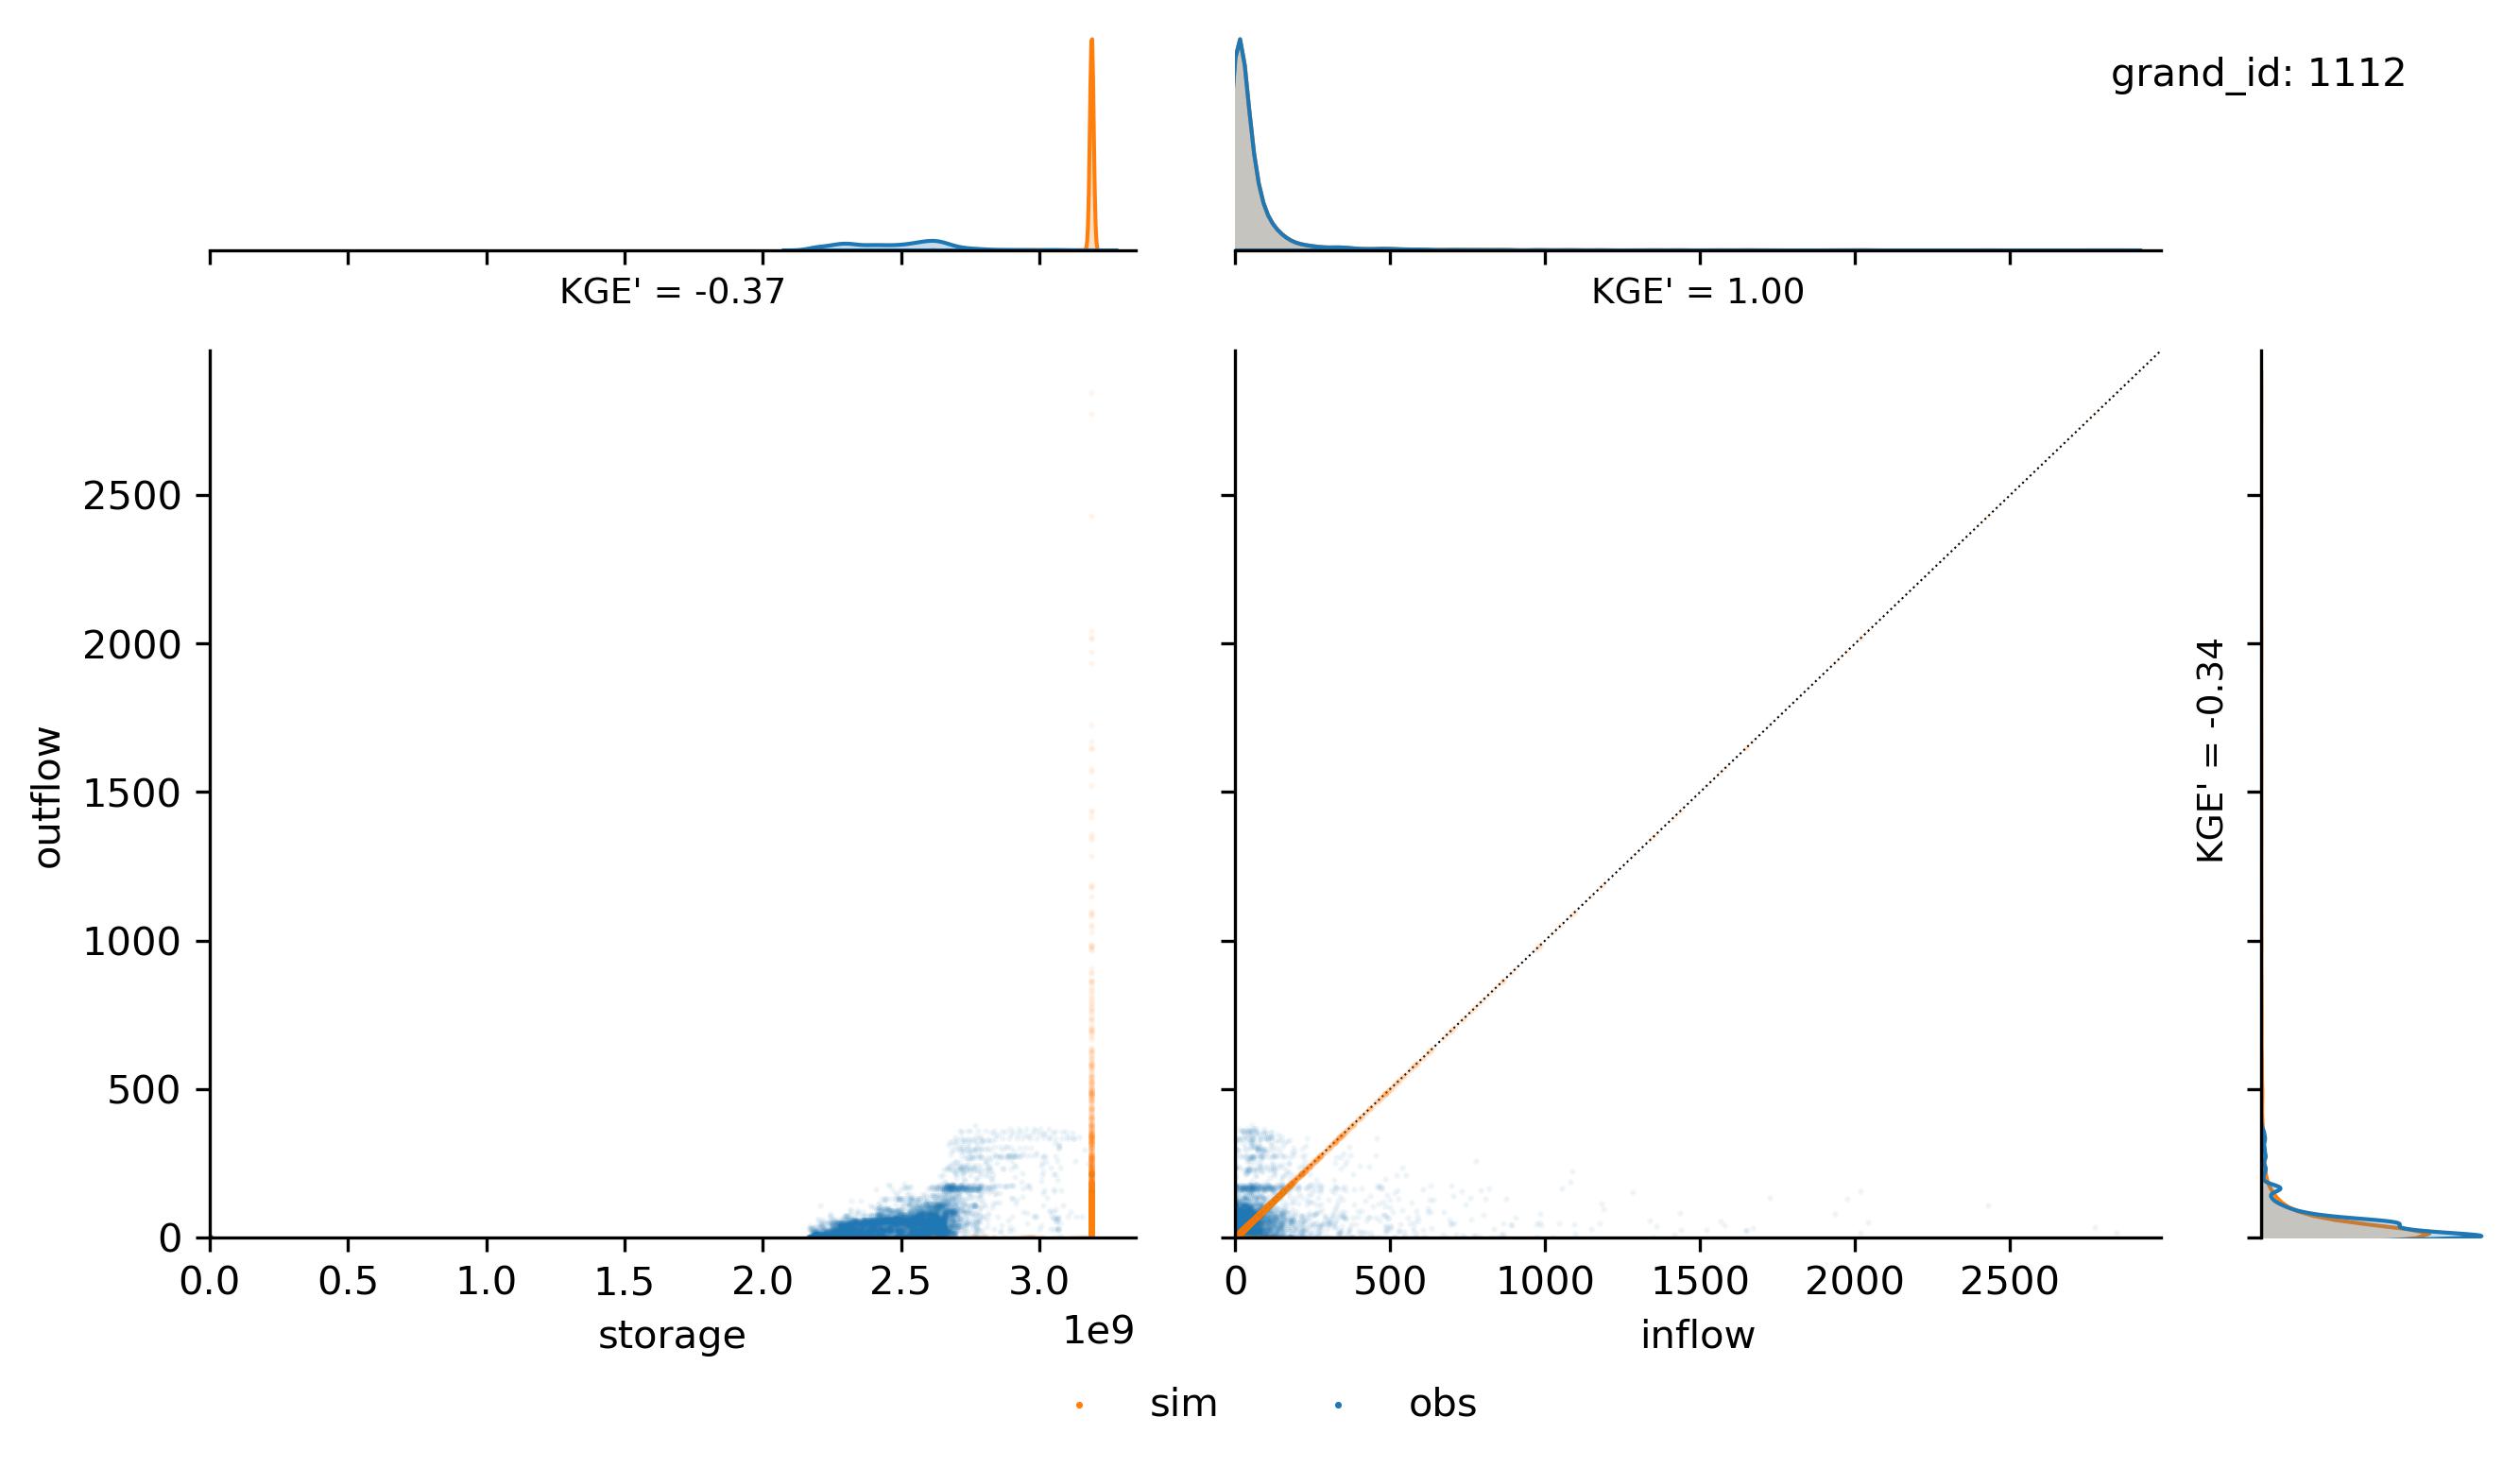 grand_id: 1112
KGE' = -0.37
KGE' = 1.00
2500
2000
1500
1000
500
0
outflow
KGE' = -0.34
0.0 0.5 1.0 1.5 2.0 2.5 3.0
0 500 1000 1500 2000 2500
storage
1e9
inflow
sim
obs